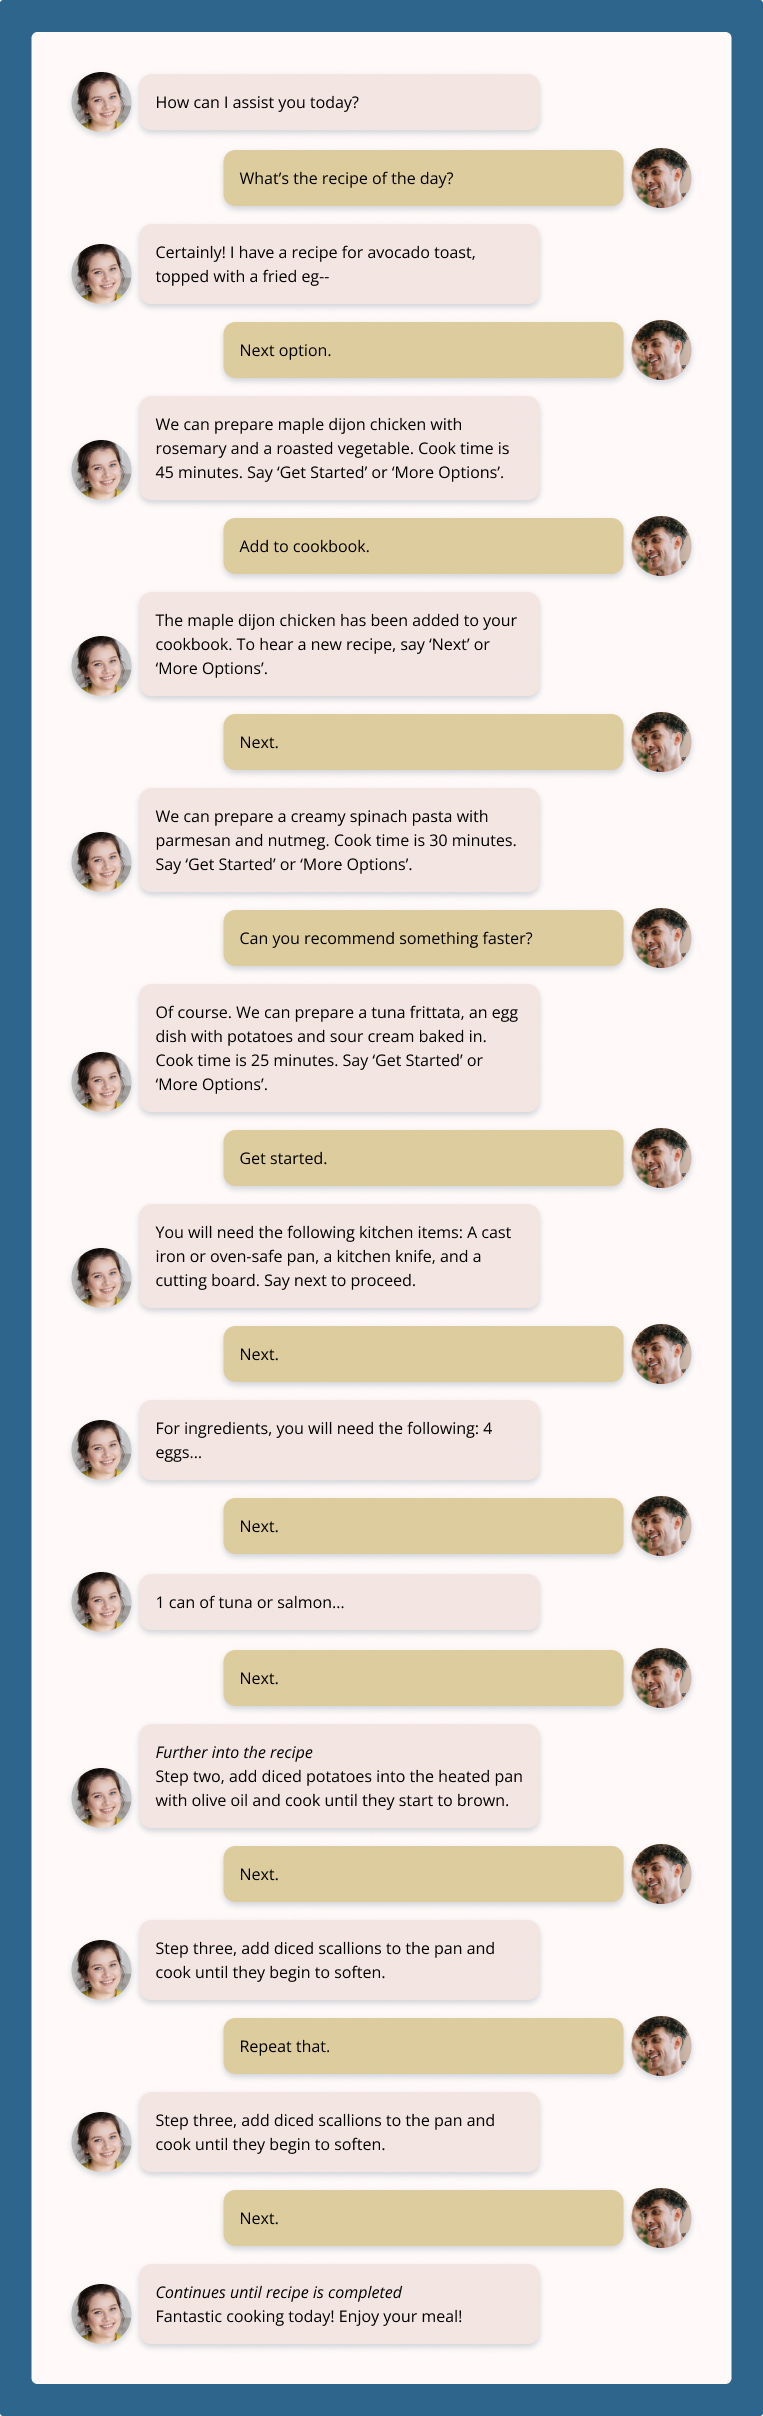 How can I assist you today?
What’s the recipe of the day?
Certainly! I have a recipe for avocado toast,
topped with a fried eg--
Next option.
We can prepare maple dijon chicken with
rosemary and a roasted vegetable. Cook time is
45 minutes. Say ‘Get Started’ or ‘More Options’.
Add to cookbook.
The maple dijon chicken has been added to your
cookbook. To hear a new recipe, say ‘Next’ or
‘More Options’.
Next.
We can prepare a creamy spinach pasta with
parmesan and nutmeg. Cook time is 30 minutes.
Say ‘Get Started’ or ‘More Options’.
Can you recommend something faster?
Of course. We can prepare a tuna frittata, an egg
dish with potatoes and sour cream baked in.
Cook time is 25 minutes. Say ‘Get Started’ or
‘More Options’.
Get started.
You will need the following kitchen items: A cast
iron or oven-safe pan, a kitchen knife, and a
cutting board. Say next to proceed.
Next.
For ingredients, you will need the following: 4
eggs...
Next.
1 can of tuna or salmon...
Next.
Further into the recipe
Step two, add diced potatoes into the heated pan
with olive oil and cook until they start to brown.
Next.
Step three, add diced scallions to the pan and
cook until they begin to soften.
Repeat that.
Step three, add diced scallions to the pan and
cook until they begin to soften.
Next.
Continues until recipe is completed
Fantastic cooking today! Enjoy your meal!